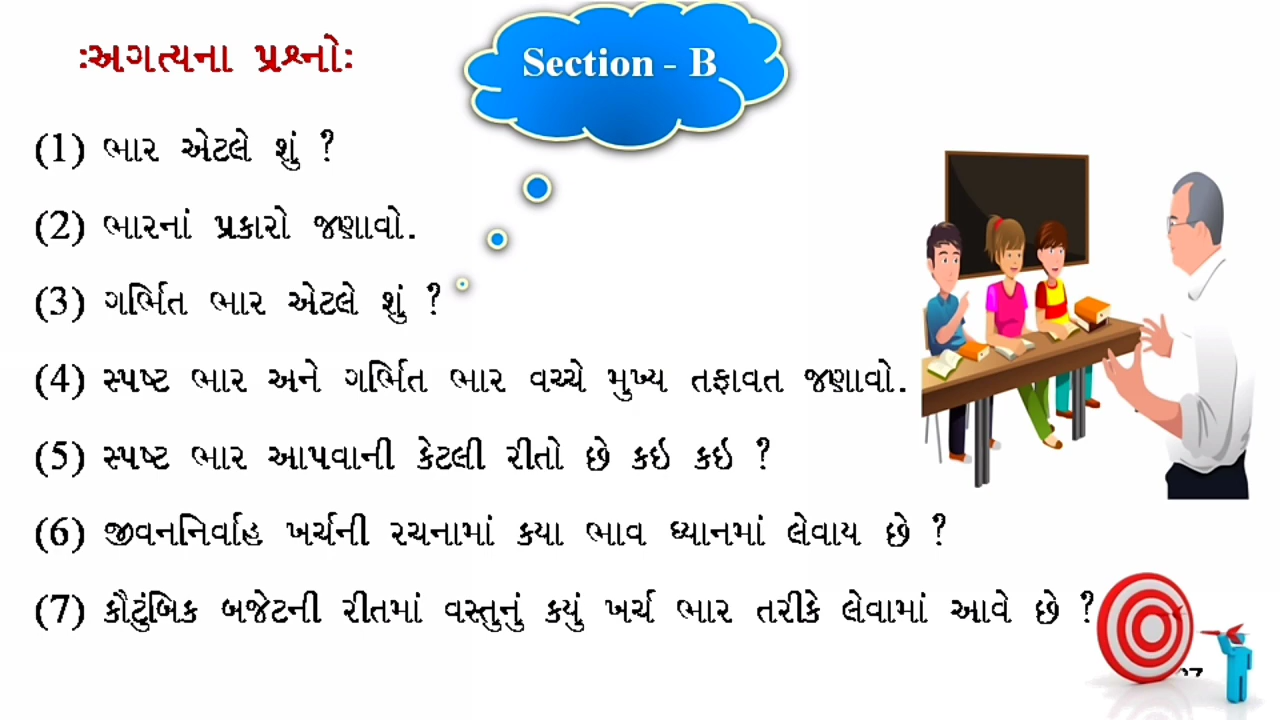 :અગત્યના પ્રશ્નો:
Section - B
(1) ભાર એટલે શું ?
(2) ભારનાં પ્રકારો જણાવો.
(3) ગર્ભિત ભાર એટલે શું ?
(4) સ્પષ્ટ ભાર અને ગર્ભિત ભાર વચ્ચે મુખ્ય તફાવત જણાવો.
(5) સ્પષ્ટ ભાર આપવાની કેટલી રીતો છે કઇ કઇ ?
(6) જીવનનિર્વાહ ખર્ચની રચનામાં કયા ભાવ ધ્યાનમાં લેવાય છે ?
(7) કૌટુંબિક બજેટની રીતમાં વસ્તુનું કયું ખર્ચ ભાર તરીકે લેવામાં આવે છે ?